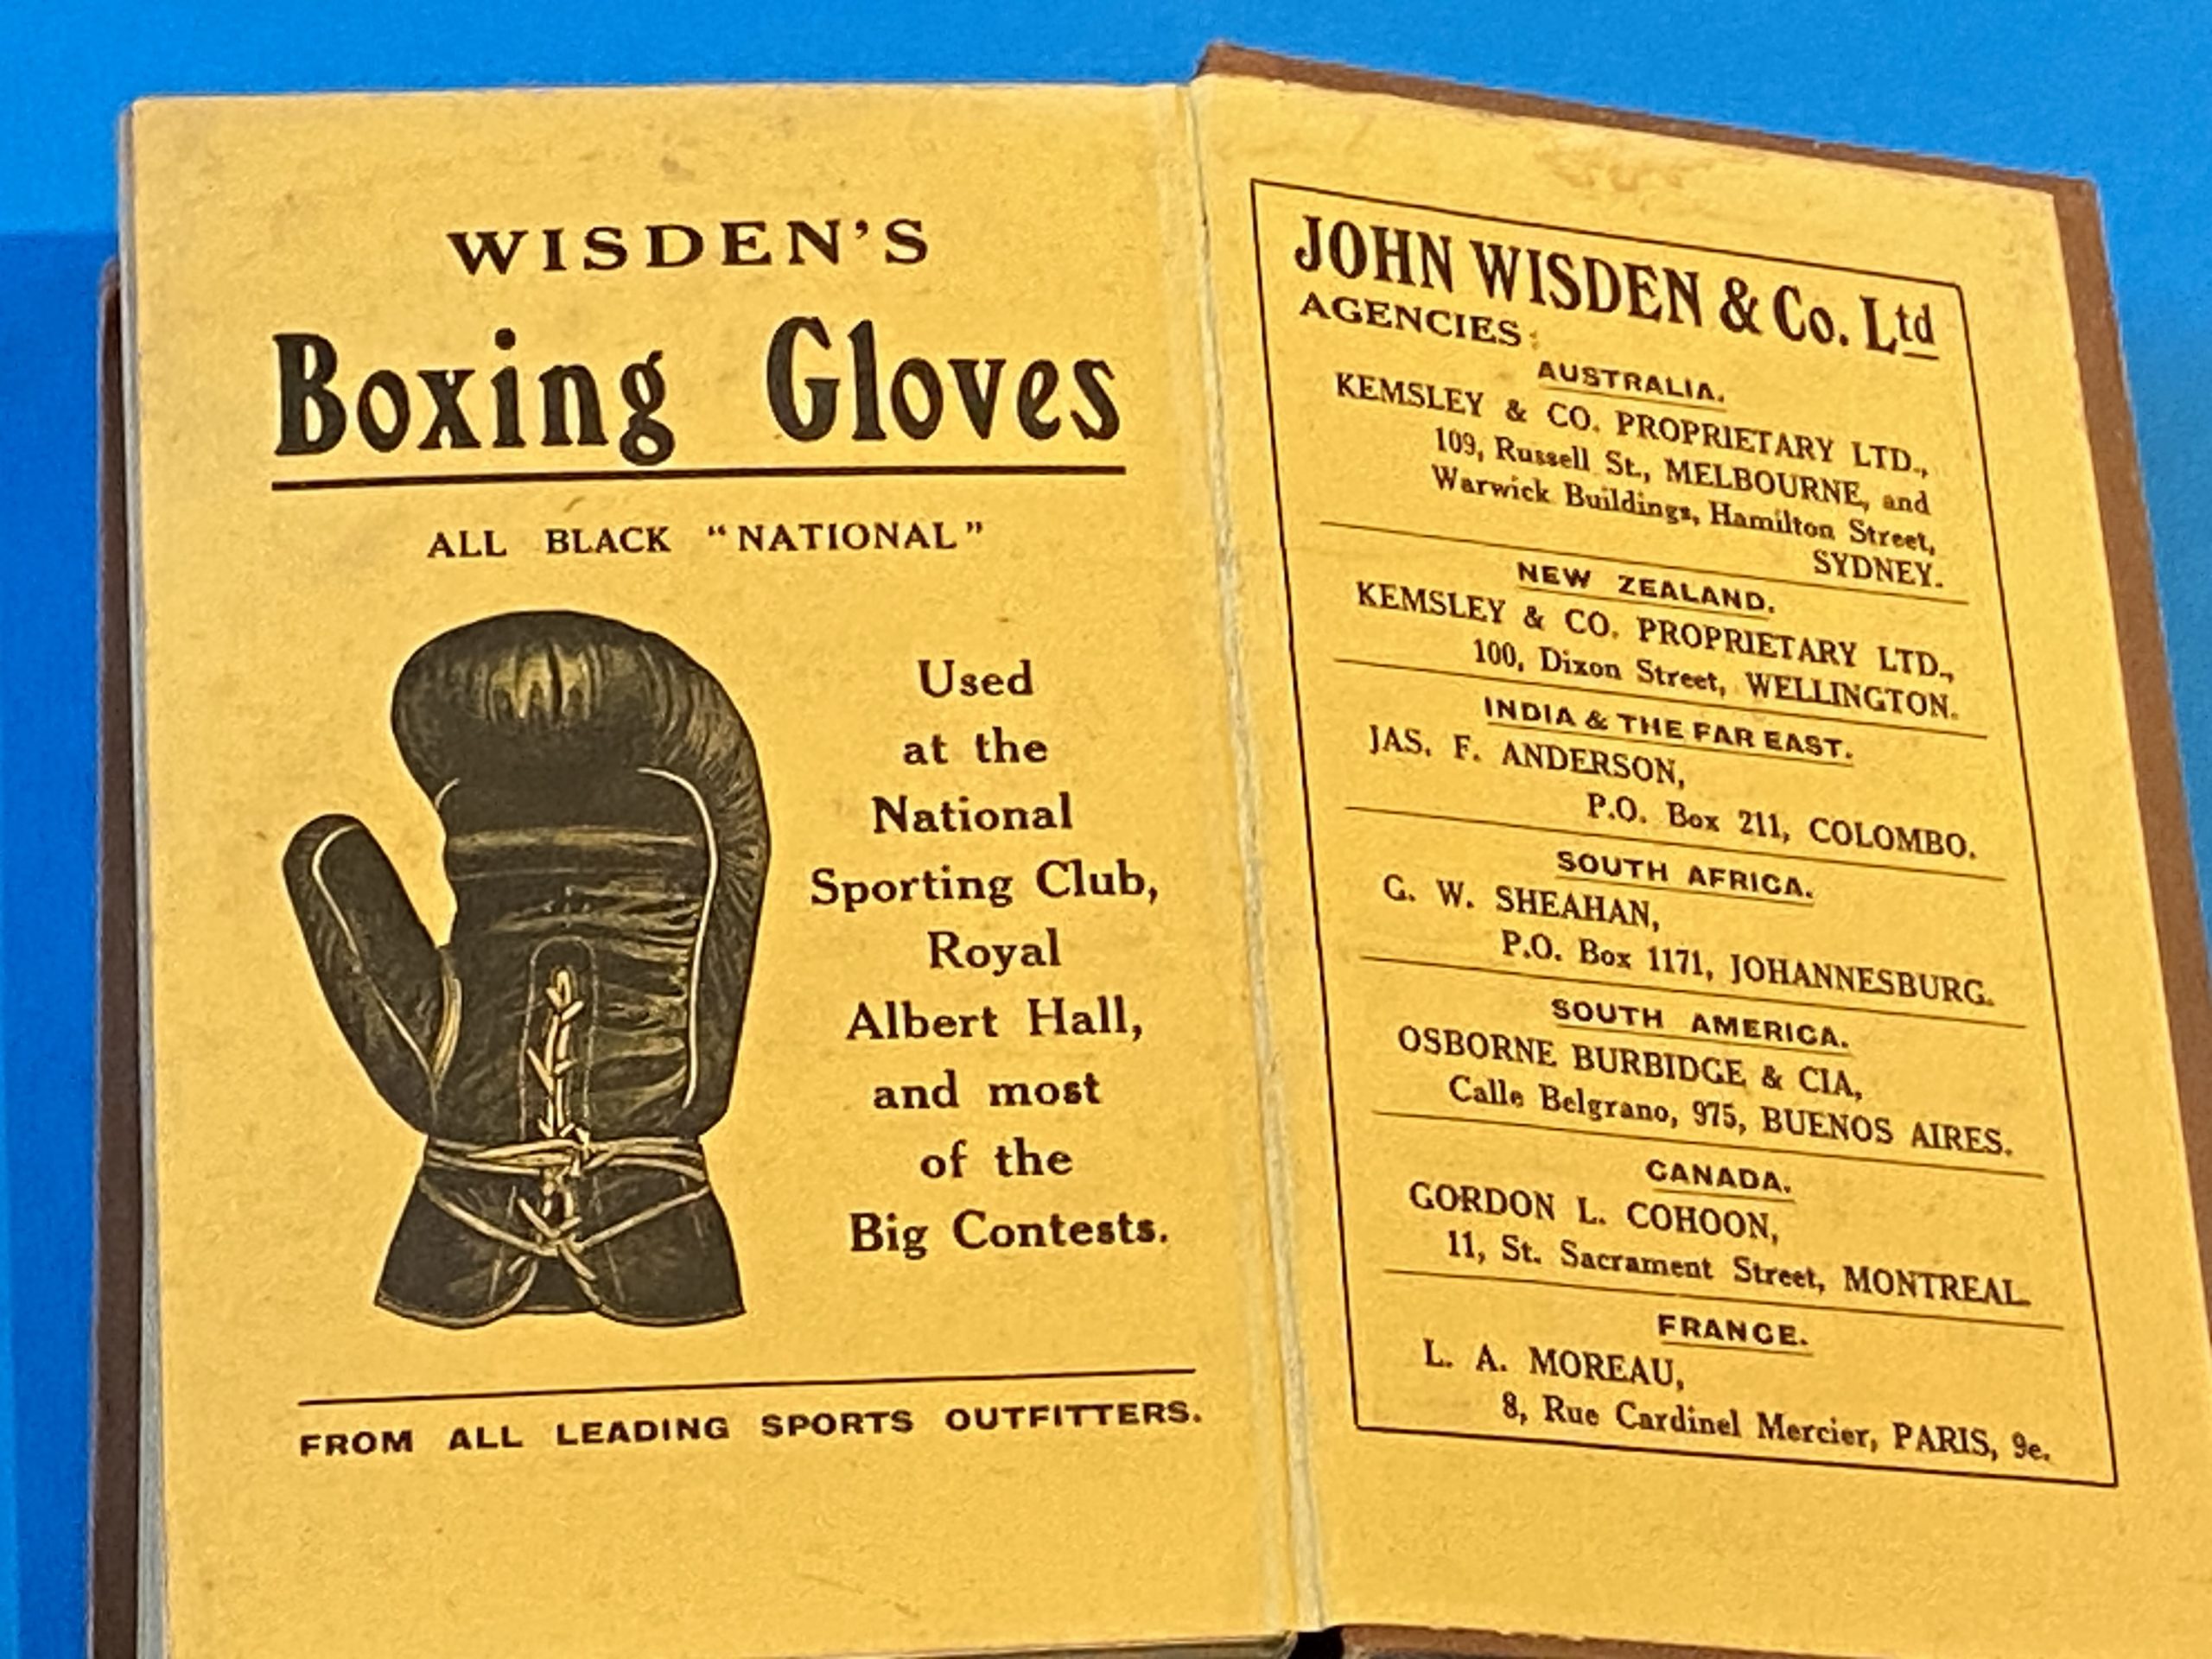 WISDEN'S
Boxing Gloves
ALL BLACK "NATIONAL"
Used
at the
National
Sporting Club,
Royal
Albert Hall,
and most
of the
Big Contests.
FROM ALL LEADING SPORTS OUTFITTERS.
JOHN WISDEN & Co. Ltd
AGENCIES:
AUSTRALIA.
KEMSLEY & CO. PROPRIETARY LTD.,
109, Russell St., MELBOURNE, and
Warwick Buildings, Hamilton Street,
SYDNEY.
NEW ZEALAND.
KEMSLEY & CO. PROPRIETARY LTD.,
100, Dixon Street, WELLINGTON.
INDIA & THE FAR EAST.
JAS. F. ANDERSON,
P.O. Box 211, COLOMBO.
SOUTH AFRICA.
G. W. SHEAHAN,
P.O. Box 1171, JOHANNESBURG.
SOUTH AMERICA.
OSBORNE BURBIDGE & CIA,
Calle Belgrano, 975, BUENOS AIRES.
CANADA.
GORDON L. COHOON,
11, St. Sacrament Street, MONTREAL.
FRANCE.
L. A. MOREAU,
8, Rue Cardinel Mercier, PARIS, 9e.